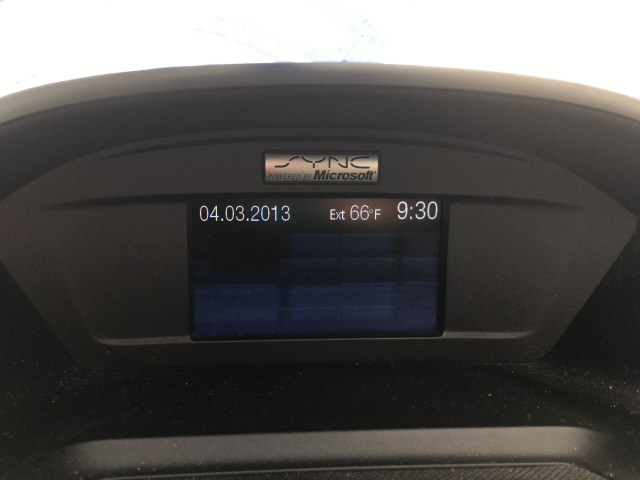 SYNC
POWERED BY Microsoft
04.03.2013 Ext 66°F 9:30